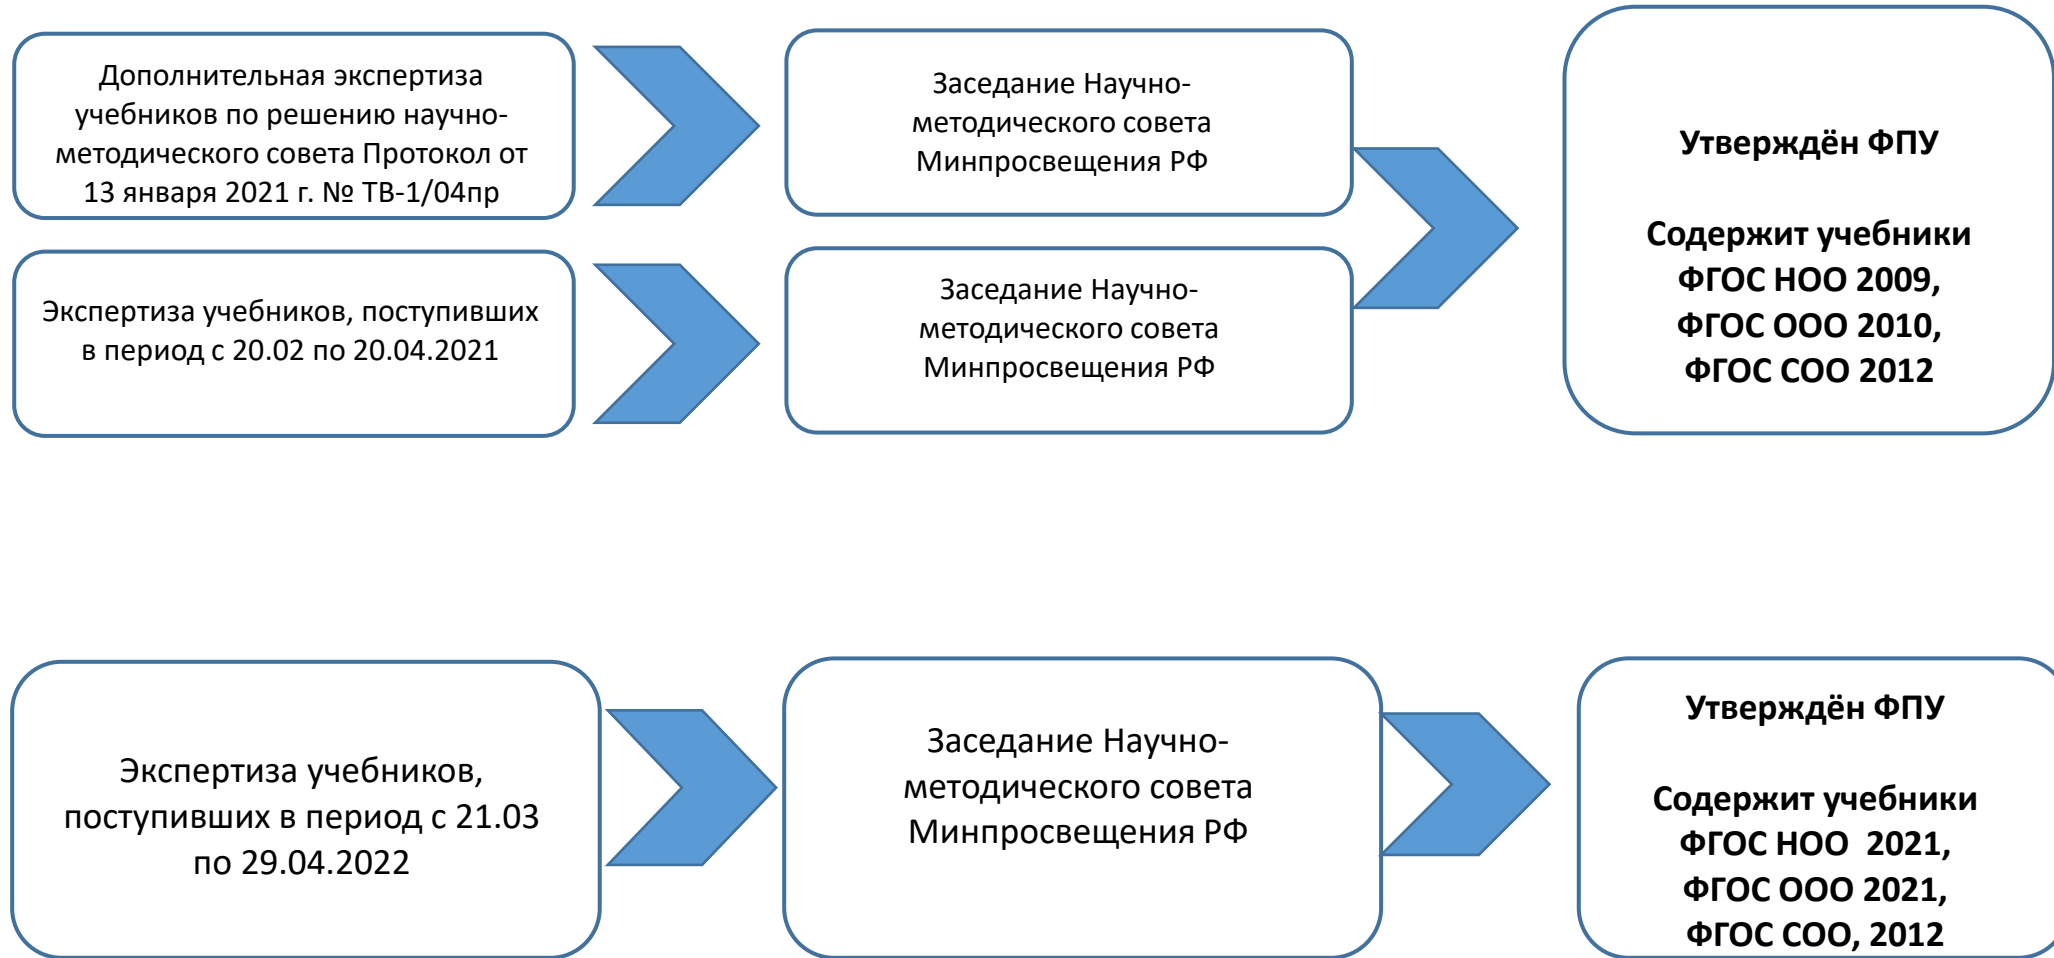 Дополнительная экспертиза
учебников по решению научно-
методического совета Протокол от
13 января 2021 г. № ТВ-1/04пр
Заседание Научно-
методического совета
Минпросвещения РФ
Экспертиза учебников, поступивших
в период с 20.02 по 20.04.2021
Заседание Научно-
методического совета
Минпросвещения РФ
Утверждён ФПУ
Содержит учебники
ФГОС НОО 2009,
ФГОС ООО 2010,
ФГОС СОО 2012
Экспертиза учебников,
поступивших в период с 21.03
по 29.04.2022
Заседание Научно-
методического совета
Минпросвещения РФ
Утверждён ФПУ
Содержит учебники
ФГОС НОО  2021,
ФГОС ООО 2021,
ФГОС СОО, 2012